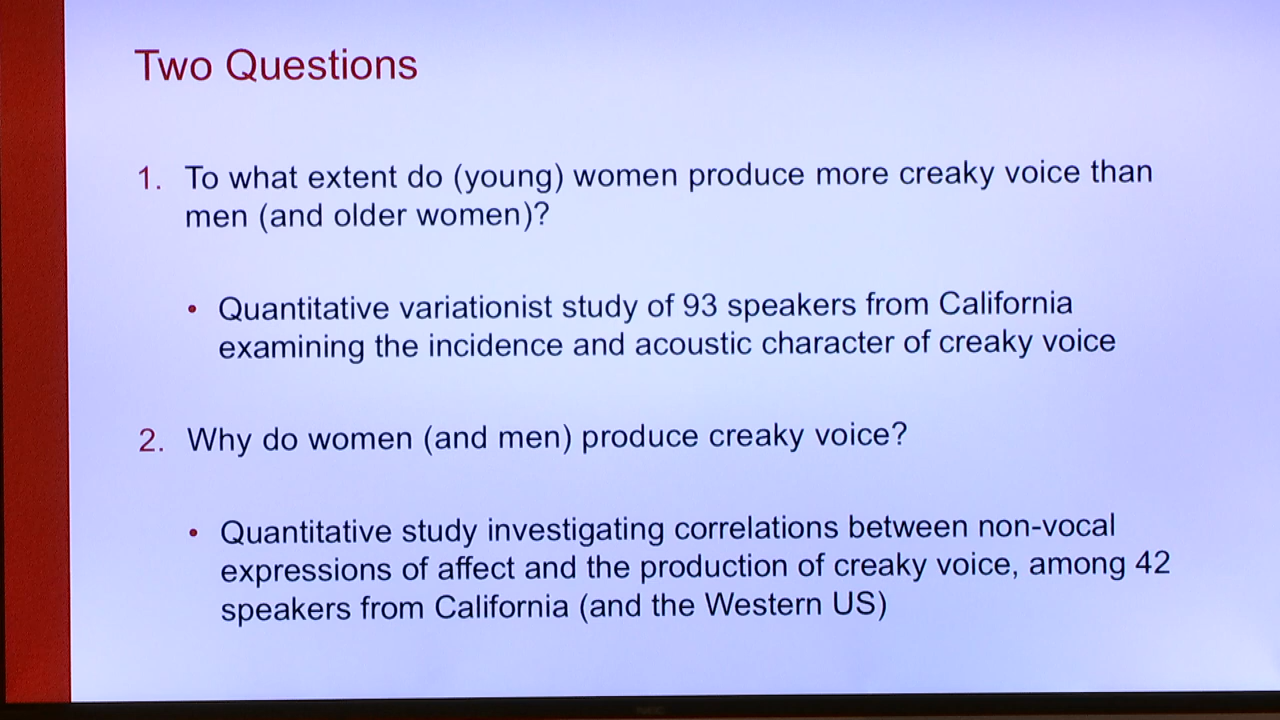 Two Questions
1. To what extent do (young) women produce more creaky voice than
men (and older women)?
• Quantitative variationist study of 93 speakers from California
examining the incidence and acoustic character of creaky voice
2. Why do women (and men) produce creaky voice?
• Quantitative study investigating correlations between non-vocal
expressions of affect and the production of creaky voice, among 42
speakers from California (and the Western US)